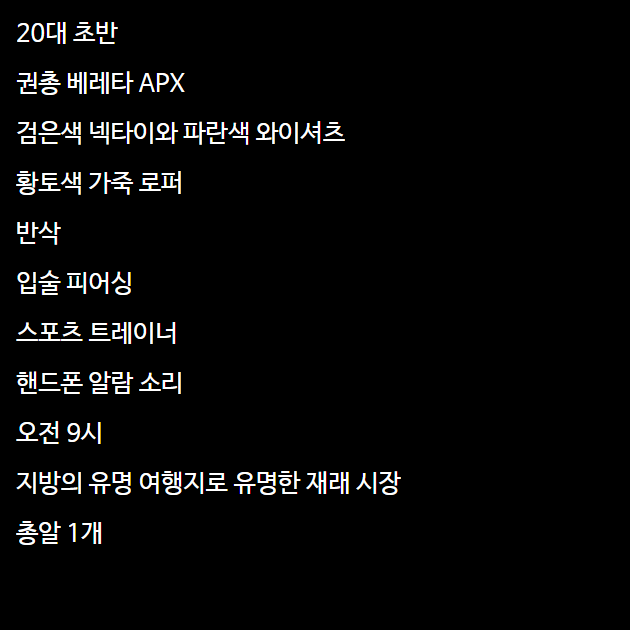 20대 초반
권총 베레타 APX
검은색 넥타이와 파란색 와이셔츠
황토색 가죽 로퍼
반삭
입술 피어싱
스포츠 트레이너
핸드폰 알람 소리
오전 9시
지방의 유명 여행지로 유명한 재래 시장
총알 1개